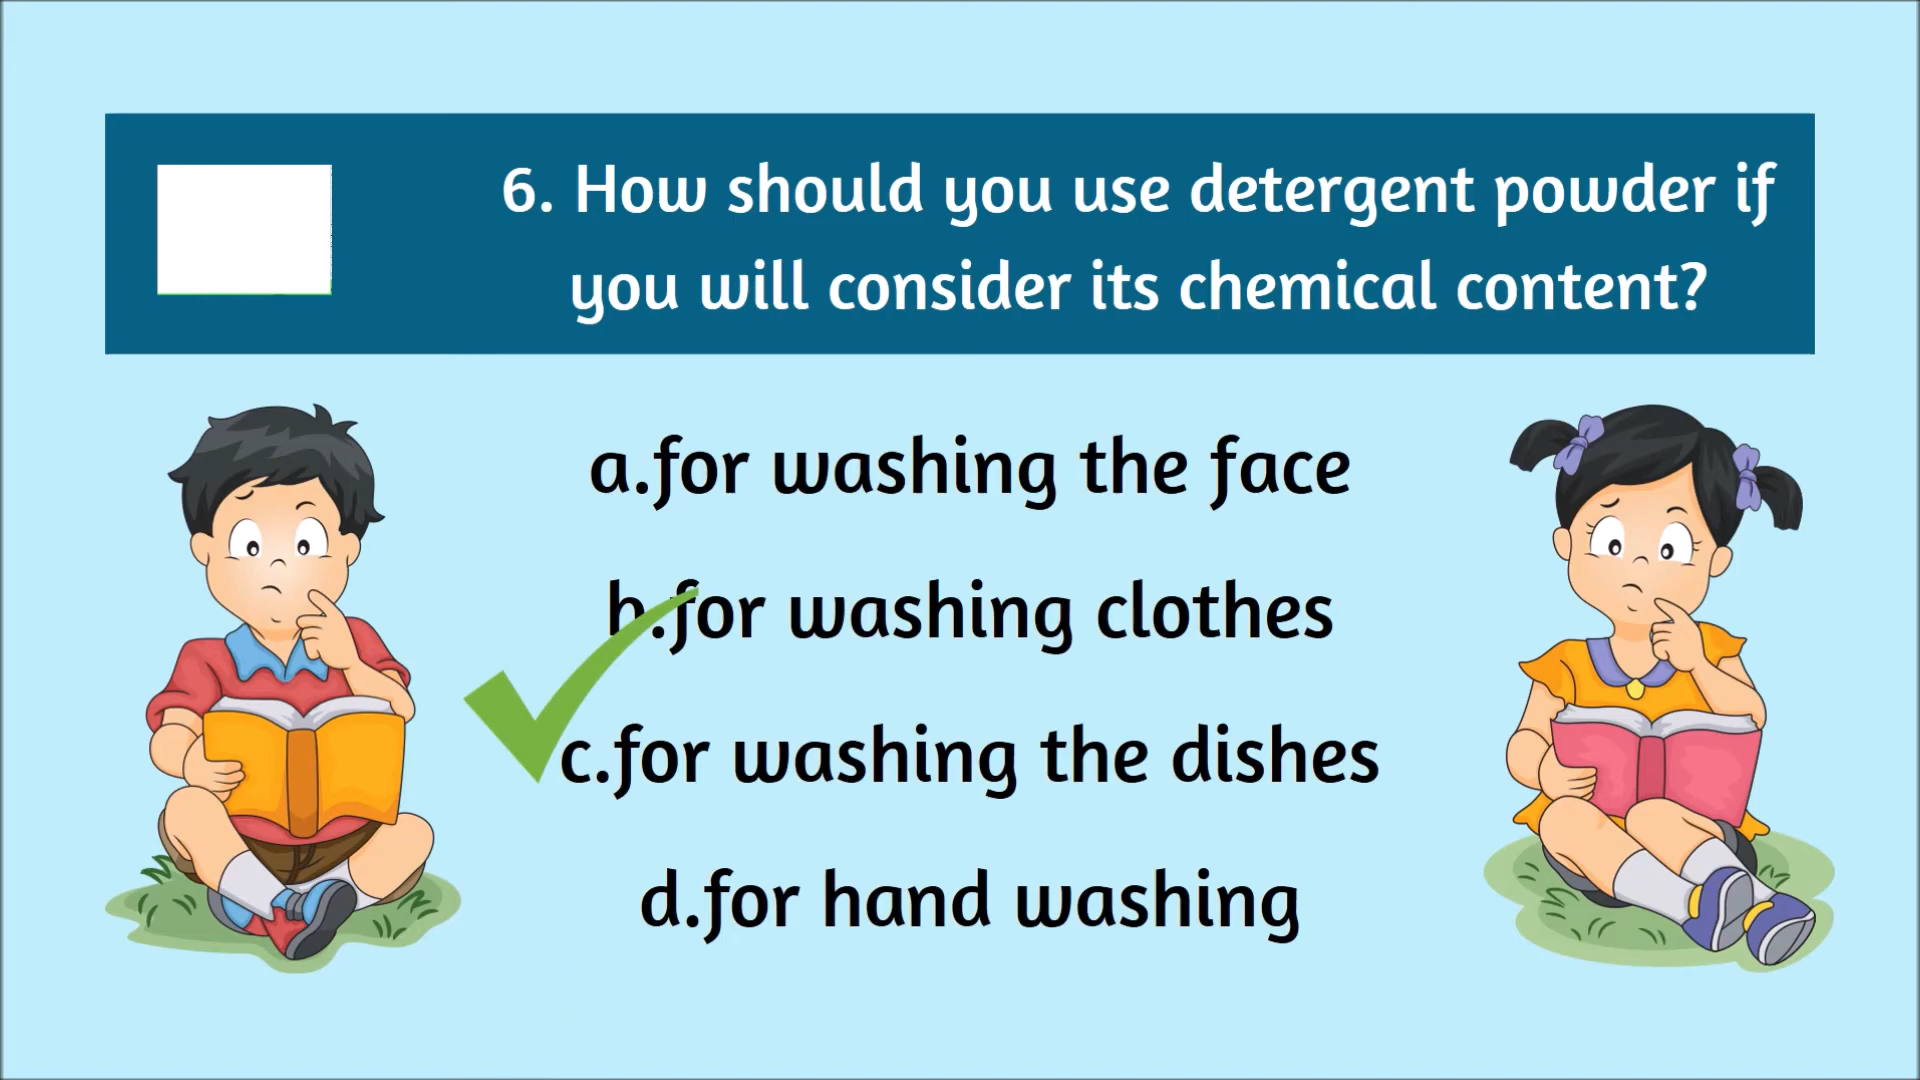 6. How should you use detergent powder if
you will consider its chemical content?
a.for washing the face
b.for washing clothes
c.for washing the dishes
d.for hand washing